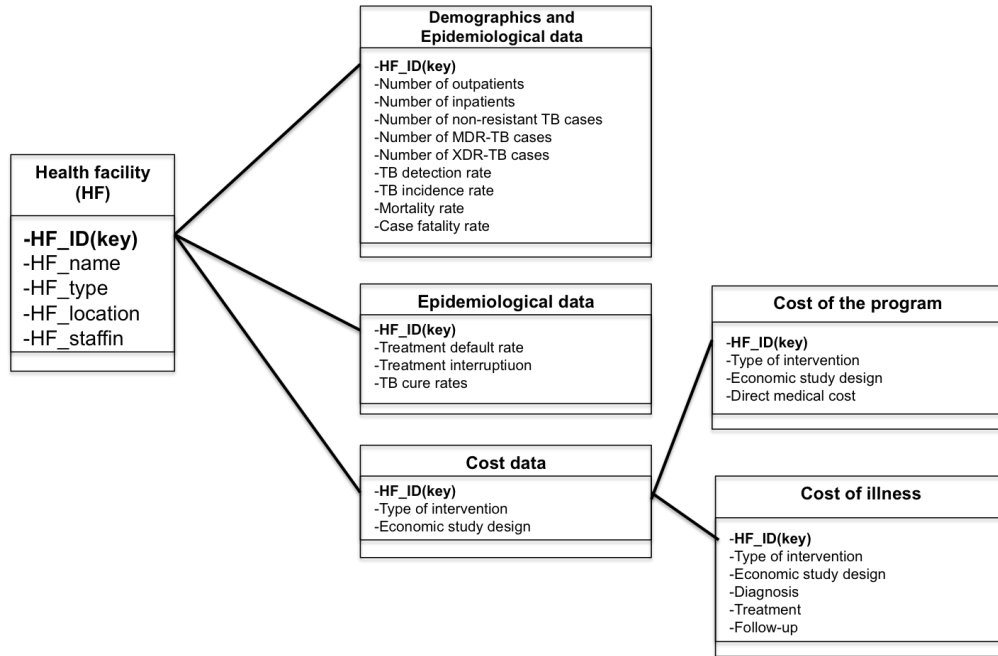 Health facility
(HF)
-HF_ID(key)
-HF_name
-HF_type
-HF_location
-HF_staffin
Demographics and
Epidemiological data
-HF_ID(key)
-Number of outpatients
-Number of inpatients
-Number of non-resistant TB cases
-Number of MDR-TB cases
-Number of XDR-TB cases
-TB detection rate
-TB incidence rate
-Mortality rate
-Case fatality rate
Epidemiological data
-HF_ID(key)
-Treatment default rate
-Treatment interruptiuon
-TB cure rates
Cost data
-HF_ID(key)
-Type of intervention
-Economic study design
Cost of the program
-HF_ID(key)
-Type of intervention
-Economic study design
-Direct medical cost
Cost of illness
-HF_ID(key)
-Type of intervention
-Economic study design
-Diagnosis
-Treatment
-Follow-up